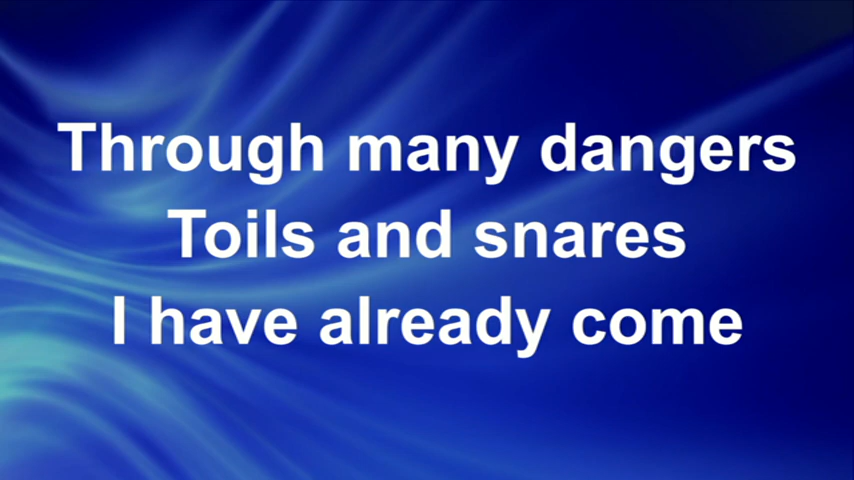 Through many dangers
Toils and snares
I have already come